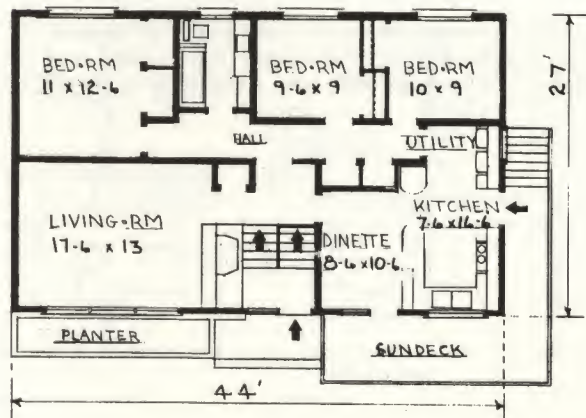 BED·RM
11 x 12-6
BED·RM
9-6 x 9
BED·RM
10 x 9
27'
HALL
UTILITY
LIVING·RM
17-6 x 13
KITCHEN
7-6 x 16-6
DINETTE
8-6 x 10-6
PLANTER
SUNDECK
44'